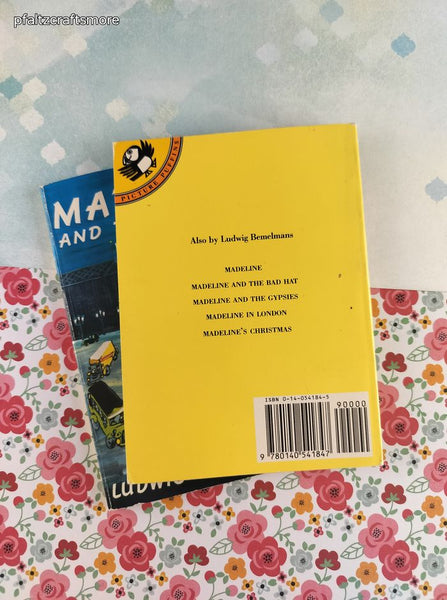 pfaltzcraftsmore
MA
AND
PICTURE PUFFINS
Also by Ludwig Bemelmans
MADELINE
MADELINE AND THE BAD HAT
MADELINE AND THE GYPSIES
MADELINE IN LONDON
MADELINE'S CHRISTMAS
ISBN 0-14-054184-5
90000
9 780140 541847
LUDWIG